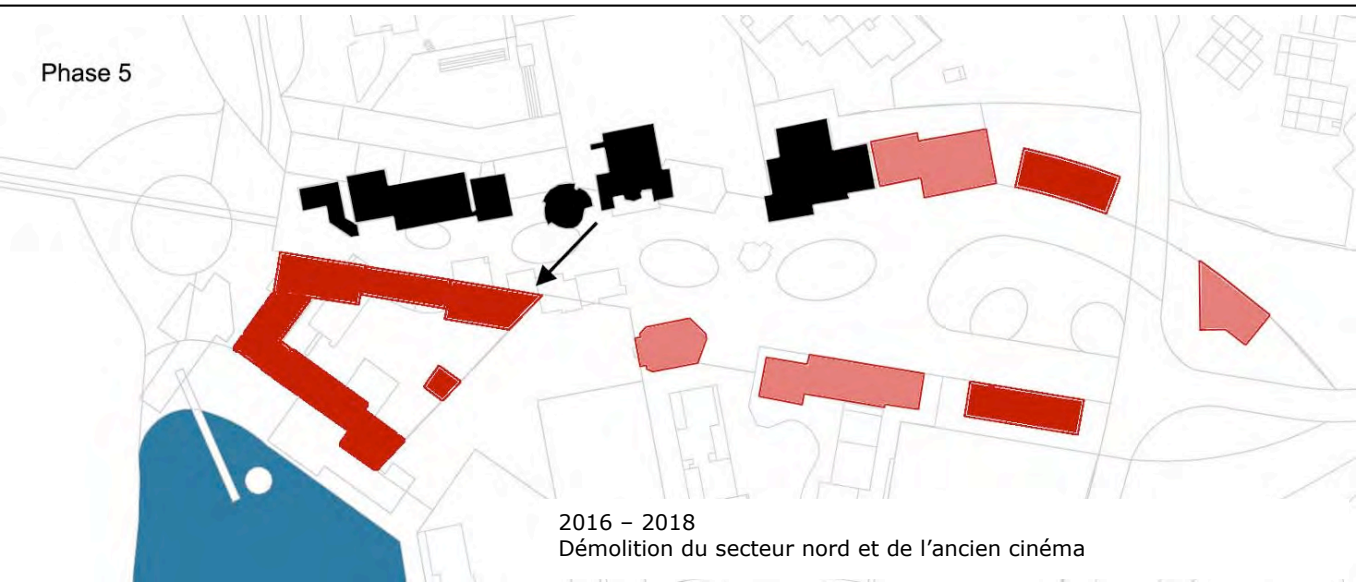 Phase 5
2016 – 2018
Démolition du secteur nord et de l’ancien cinéma